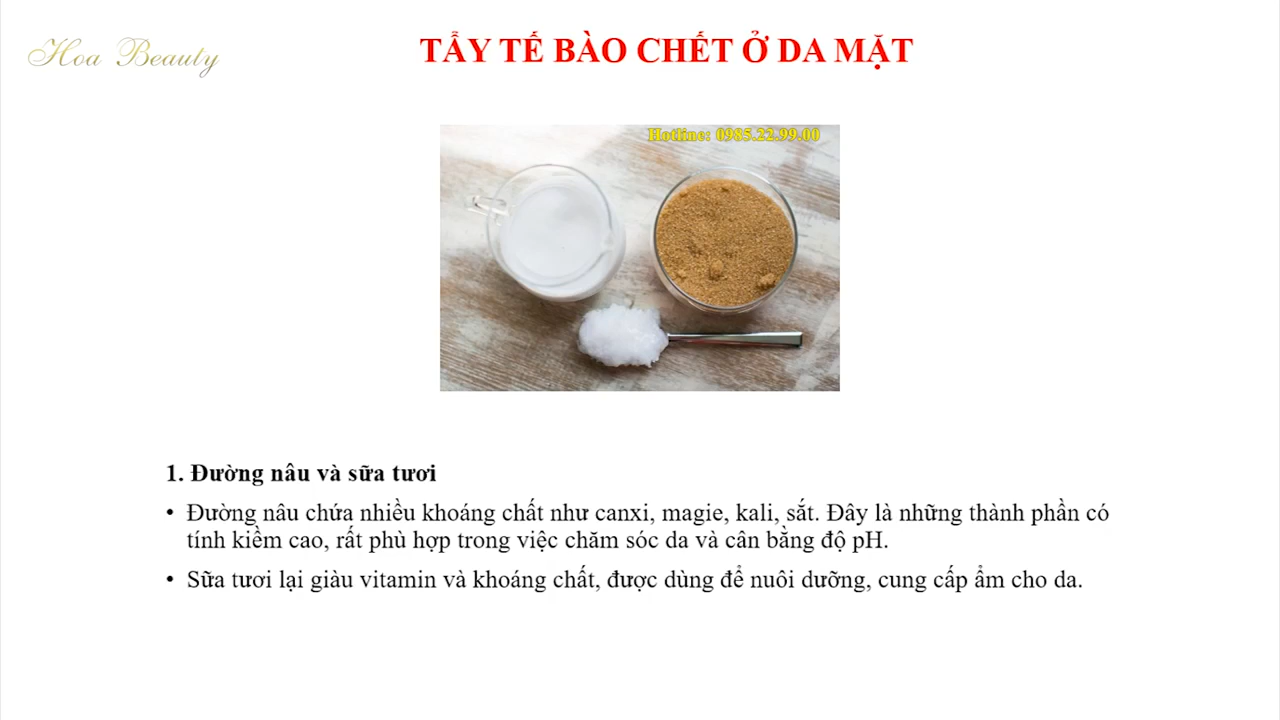 Hoa Beauty
TẨY TẾ BÀO CHẾT Ở DA MẶT
Hotline: 0985.22.99.00
1. Đường nâu và sữa tươi
• Đường nâu chứa nhiều khoáng chất như canxi, magie, kali, sắt. Đây là những thành phần có
tính kiềm cao, rất phù hợp trong việc chăm sóc da và cân bằng độ pH.
• Sữa tươi lại giàu vitamin và khoáng chất, được dùng để nuôi dưỡng, cung cấp ẩm cho da.